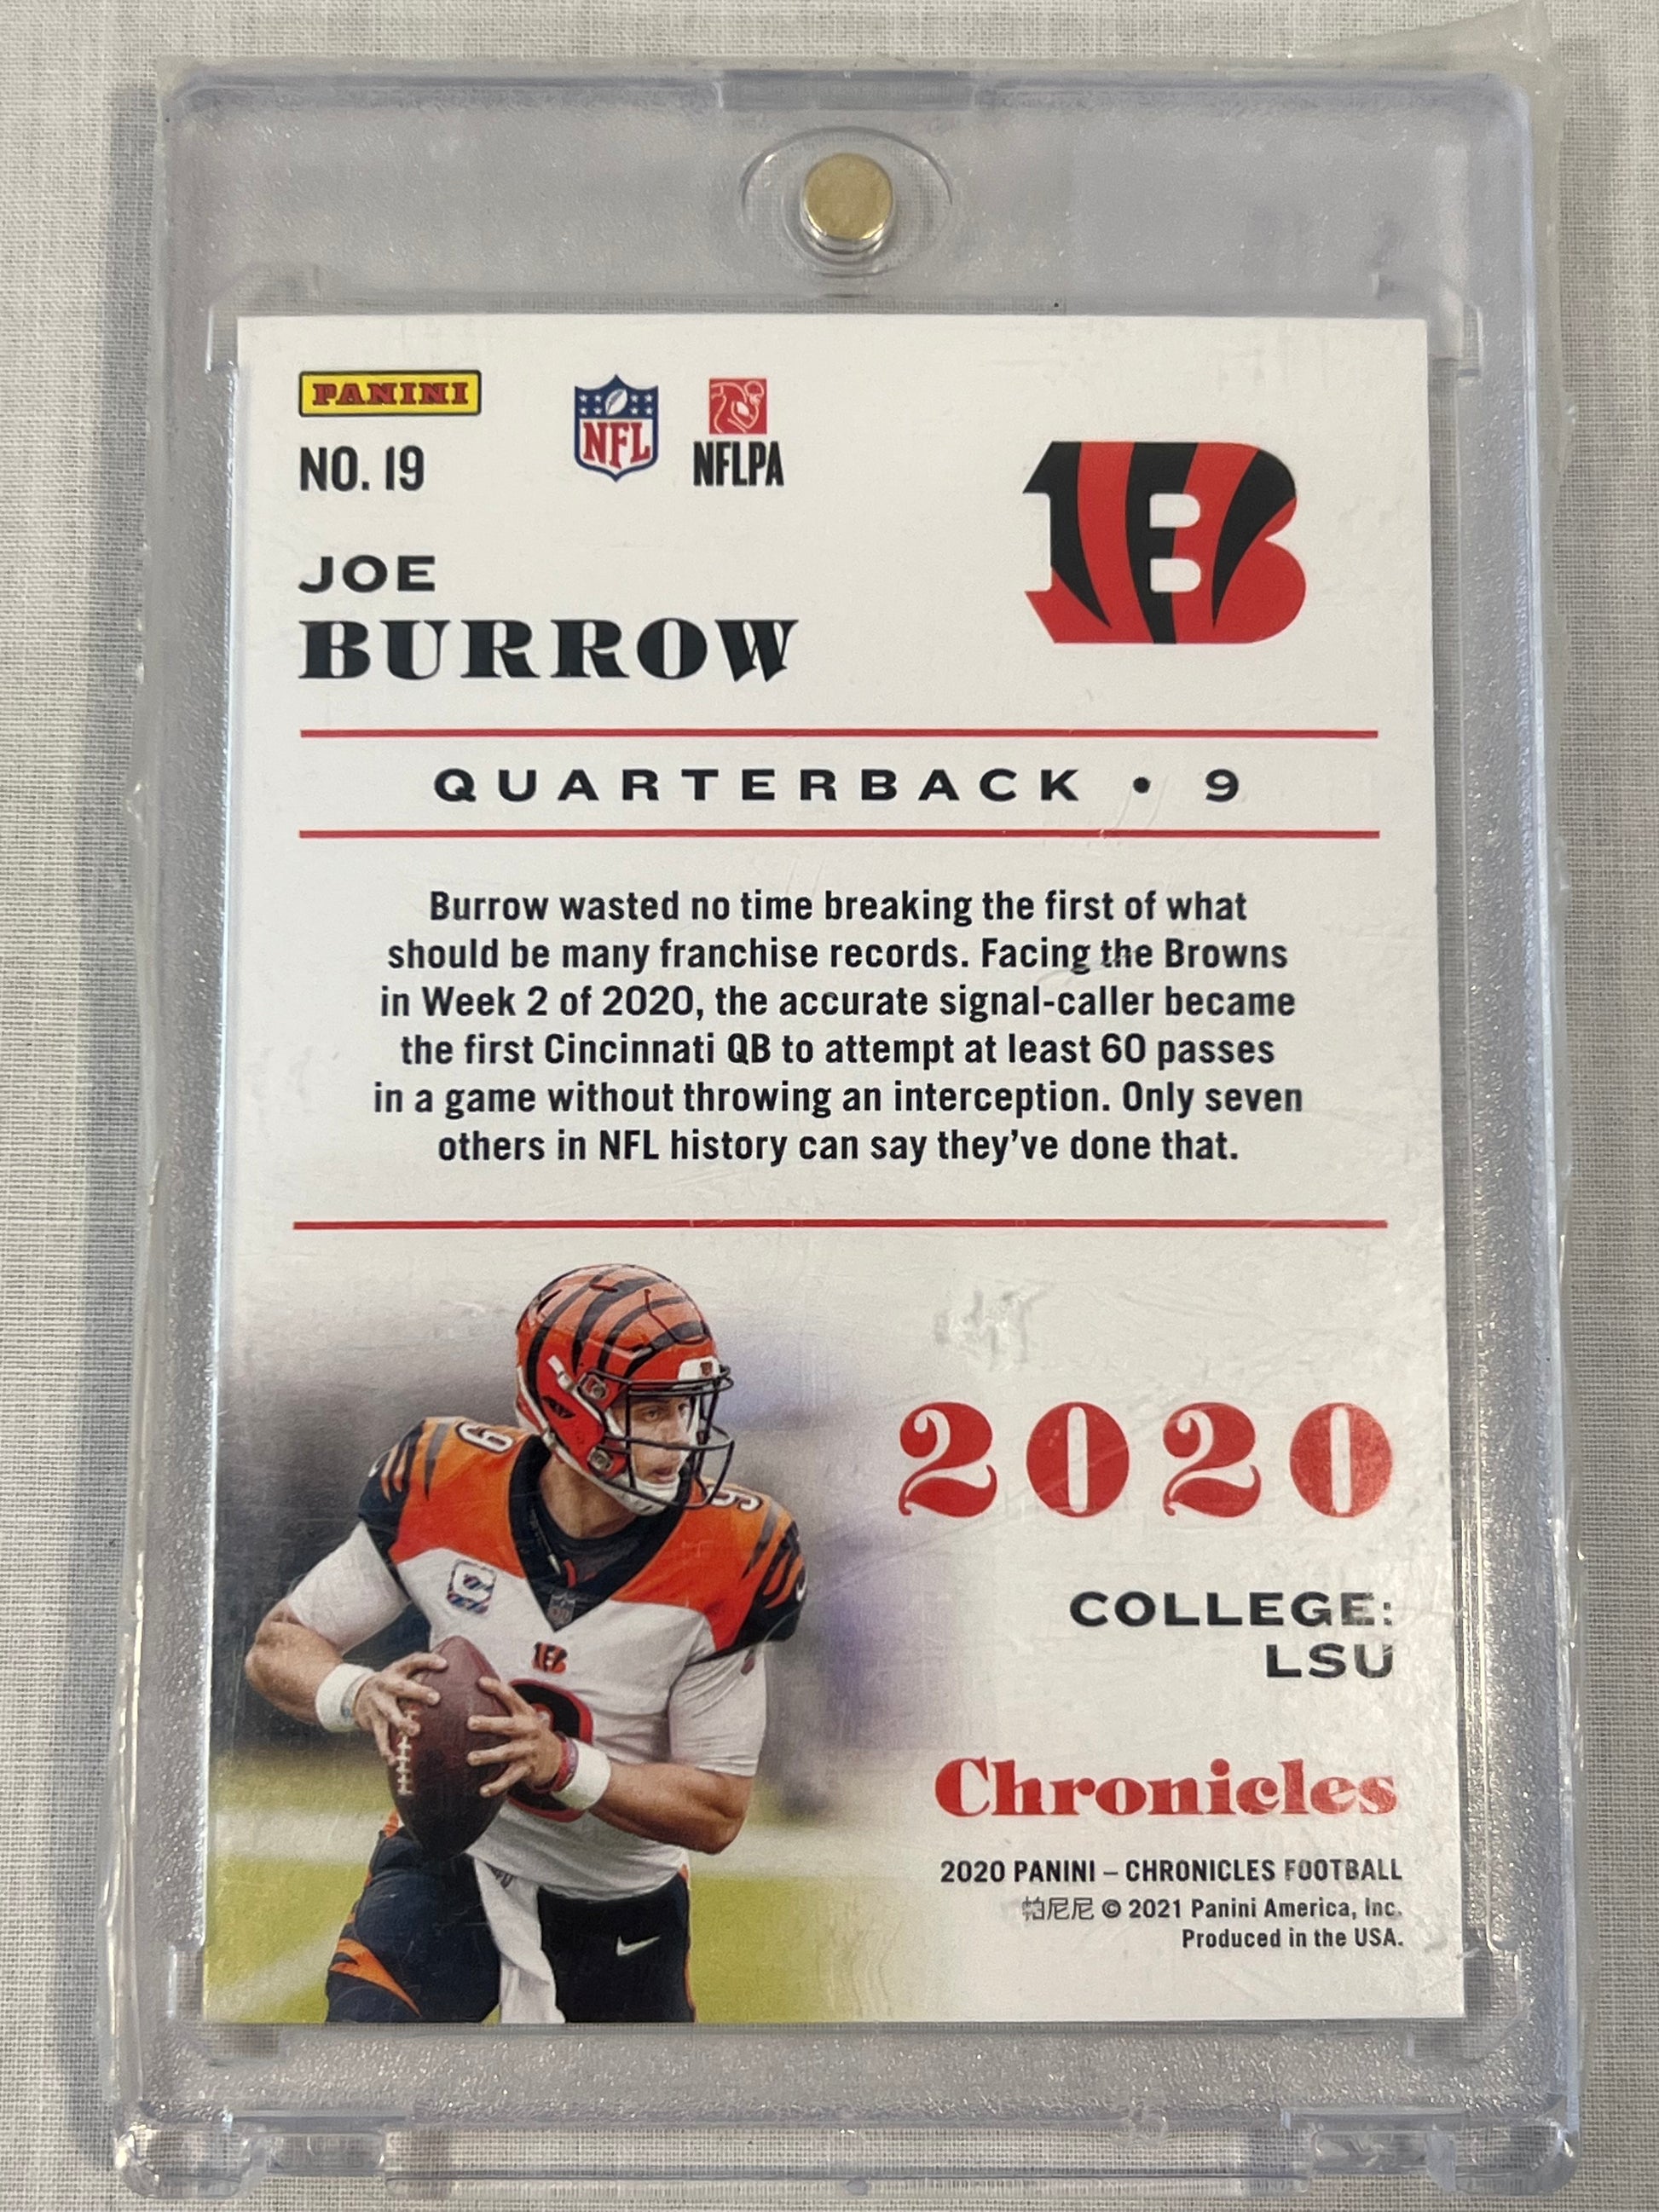 PANINI
NO. 19
NFL
NFLPA
B
JOE
BURROW
QUARTERBACK • 9
Burrow wasted no time breaking the first of what
should be many franchise records. Facing the Browns
in Week 2 of 2020, the accurate signal-caller became
the first Cincinnati QB to attempt at least 60 passes
in a game without throwing an interception. Only seven
others in NFL history can say they've done that.
9
9
C
B
2020
COLLEGE:
LSU
Chronicles
2020 PANINI – CHRONICLES FOOTBALL
帕尼尼 © 2021 Panini America, Inc.
Produced in the USA.